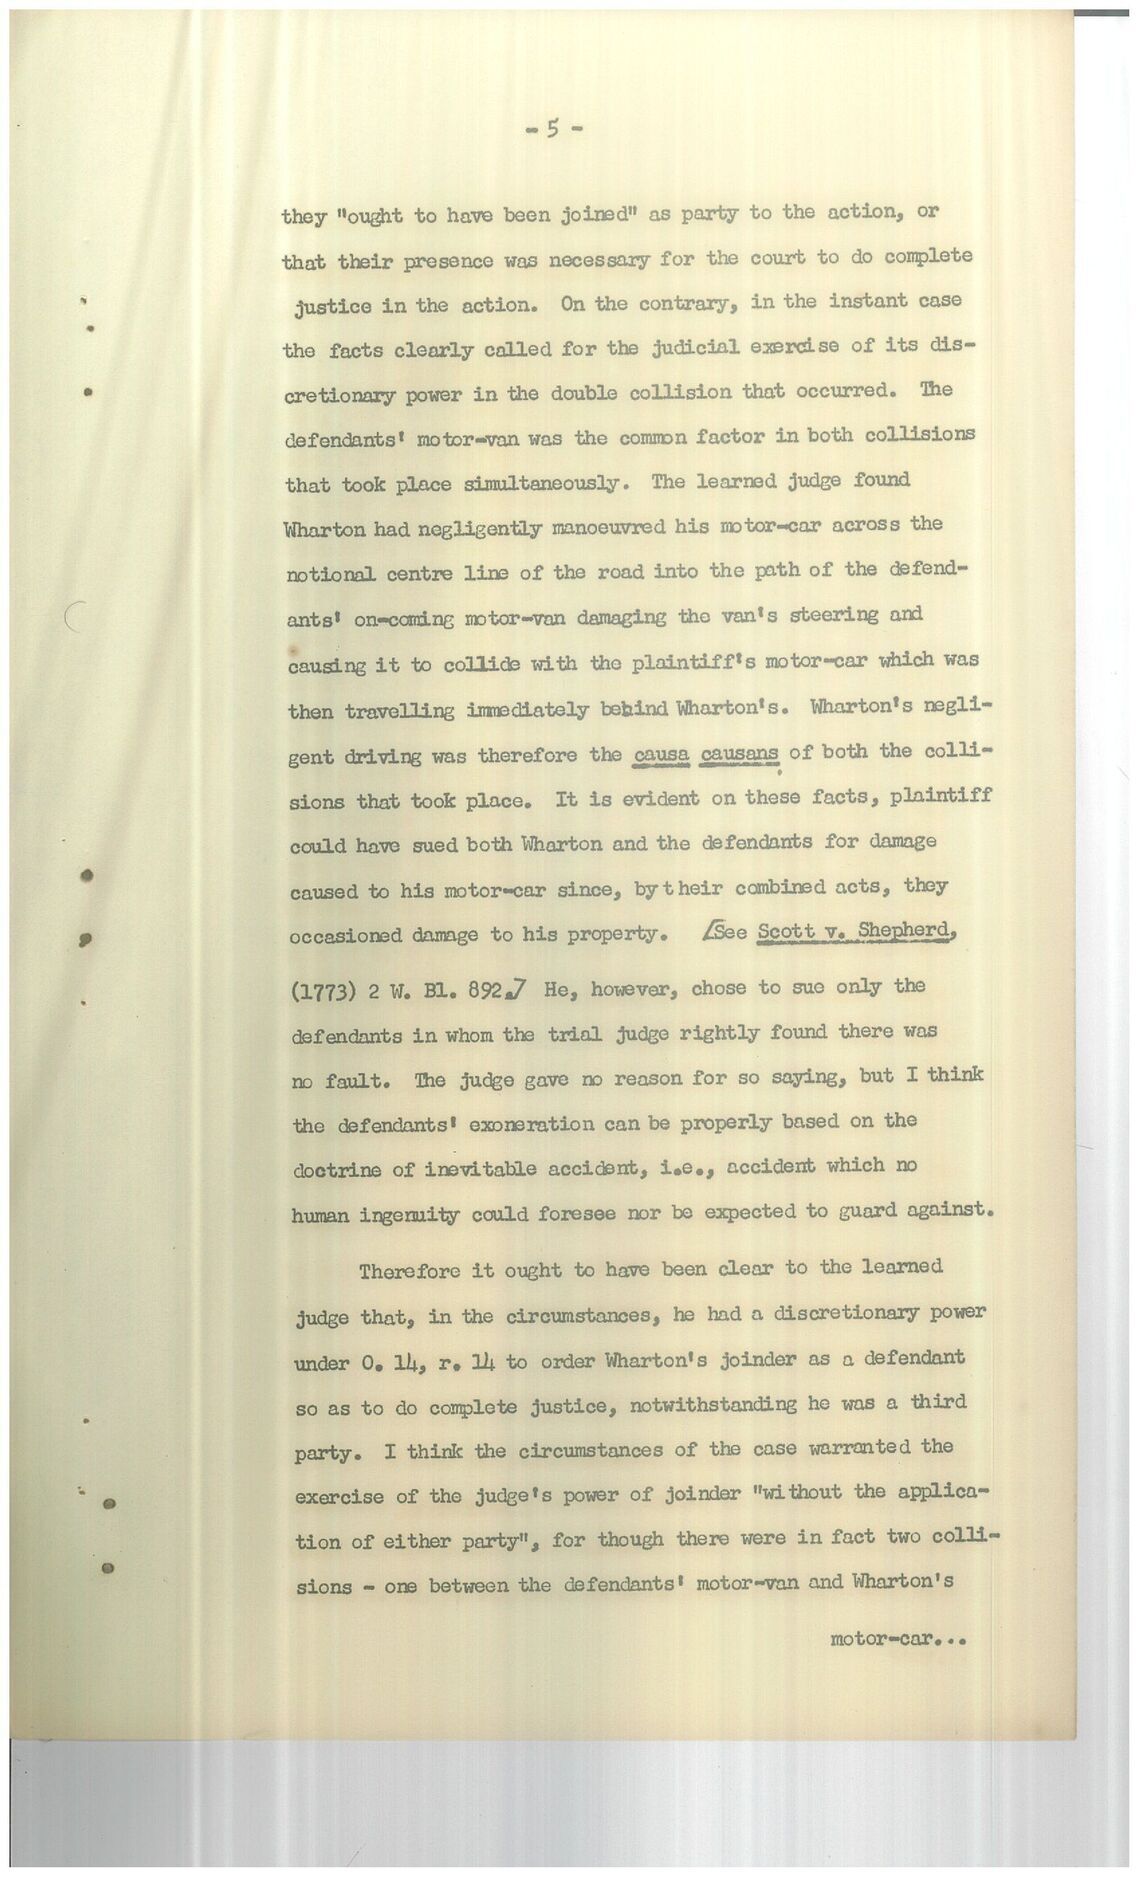 - 5 -
they "ought to have been joined" as party to the action, or
that their presence was necessary for the court to do complete
justice in the action. On the contrary, in the instant case
the facts clearly called for the judicial exercise of its dis-
cretionary power in the double collision that occurred. The
defendants' motor-van was the common factor in both collisions
that took place simultaneously. The learned judge found
Wharton had negligently manoeuvred his motor-car across the
notional centre line of the road into the path of the defend-
ants' on-coming motor-van damaging the van's steering and
causing it to collide with the plaintiff's motor-car which was
then travelling immediately behind Wharton's. Wharton's negli-
gent driving was therefore the causa causans of both the colli-
sions that took place. It is evident on these facts, plaintiff
could have sued both Wharton and the defendants for damage
caused to his motor-car since, by their combined acts, they
occasioned damage to his property. [See Scott v. Shepherd,
(1773) 2 W. Bl. 892.] He, however, chose to sue only the
defendants in whom the trial judge rightly found there was
no fault. The judge gave no reason for so saying, but I think
the defendants' exoneration can be properly based on the
doctrine of inevitable accident, i.e., accident which no
human ingenuity could foresee nor be expected to guard against.
Therefore it ought to have been clear to the learned
judge that, in the circumstances, he had a discretionary power
under O. 14, r. 14 to order Wharton's joinder as a defendant
so as to do complete justice, notwithstanding he was a third
party. I think the circumstances of the case warranted the
exercise of the judge's power of joinder "without the applica-
tion of either party", for though there were in fact two colli-
sions - one between the defendants' motor-van and Wharton's
motor-car...